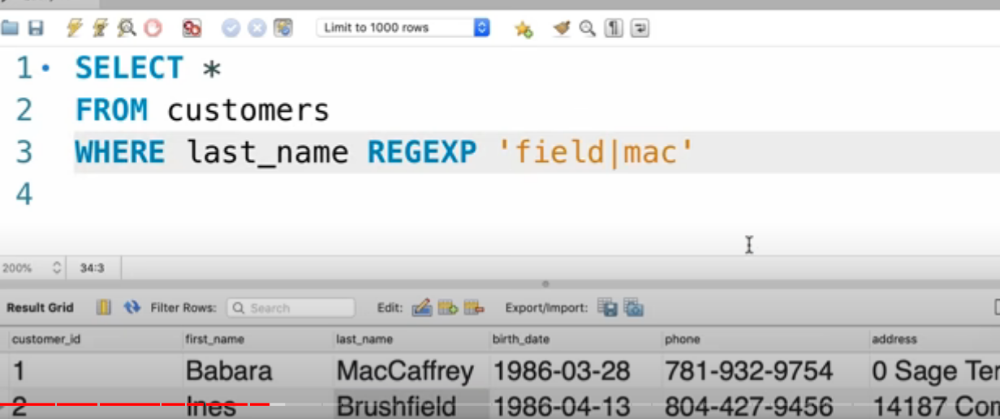 Limit to 1000 rows
1 SELECT *
2 FROM customers
3 WHERE last_name REGEXP 'field|mac'
4
200% 34:3
Result Grid Filter Rows: Search Edit: Export/Import:
customer_id first_name last_name birth_date phone address
1 Babara MacCaffrey 1986-03-28 781-932-9754 0 Sage Ter
2 Ines Brushfield 1986-04-13 804-427-9456 14187 Com